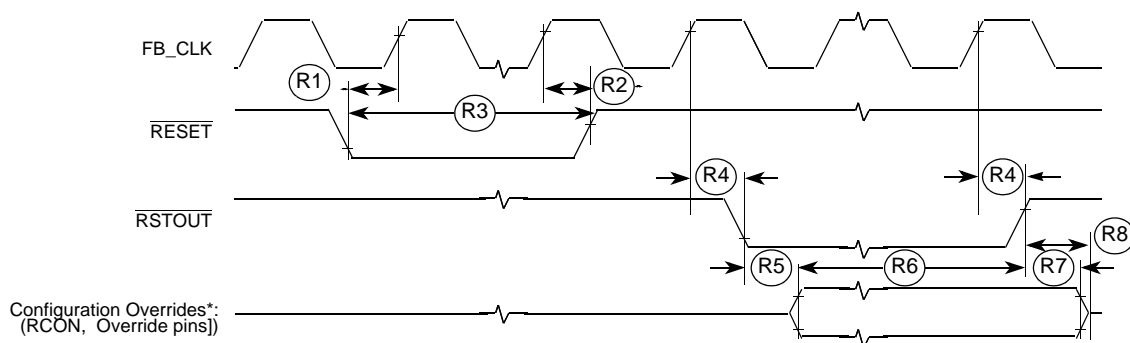 FB_CLK
R1
R2
R3
RESET
R4
R4
RSTOUT
R8
R5
R6
R7
Configuration Overrides*:
(RCON, Override pins])